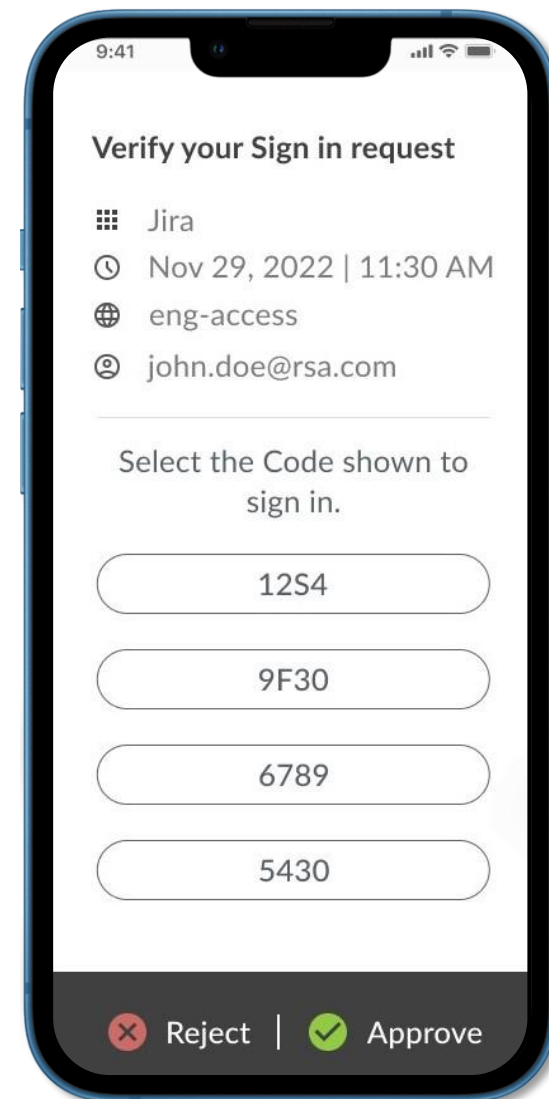 9:41
Verify your Sign in request
Jira
Nov 29, 2022 | 11:30 AM
eng-access
john.doe@rsa.com
Select the Code shown to
sign in.
12S4
9F30
6789
5430
Reject | Approve